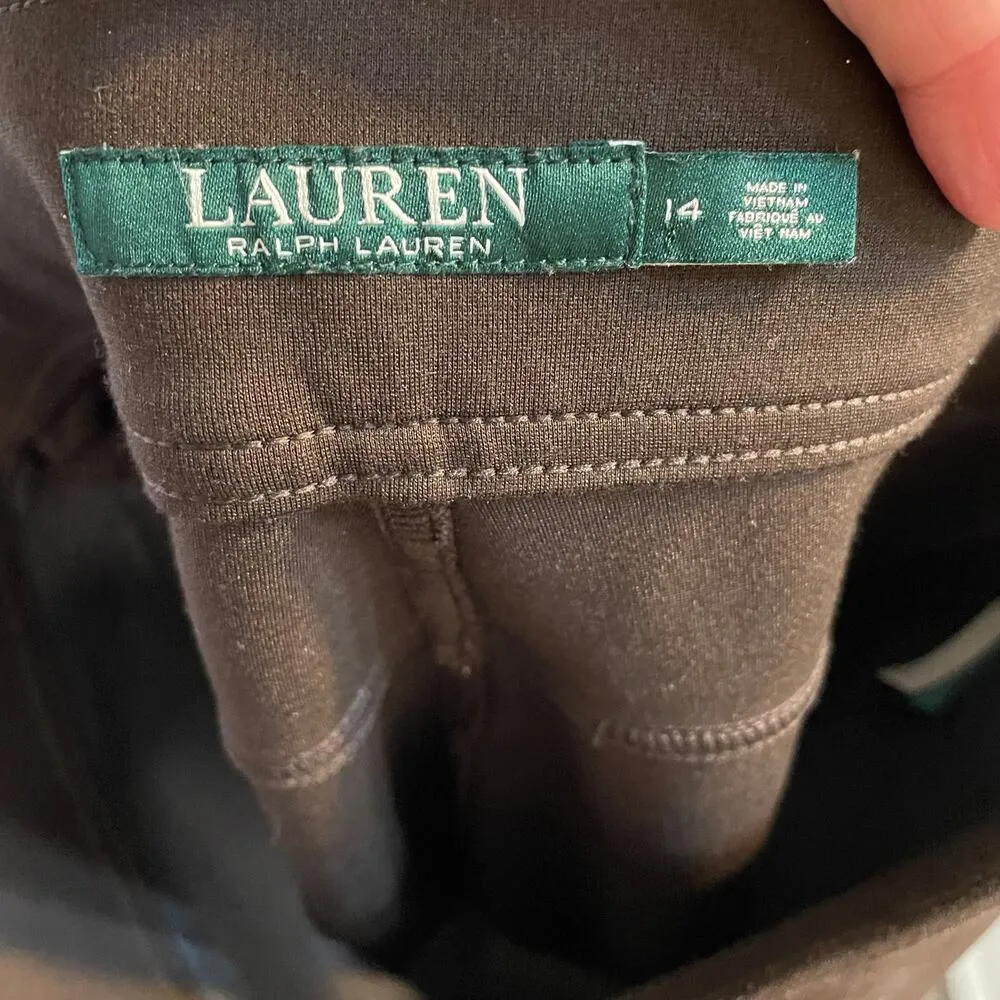 LAUREN
RALPH LAUREN
14
MADE IN
VIETNAM
FABRIQUÉ AU
VIÊT NAM